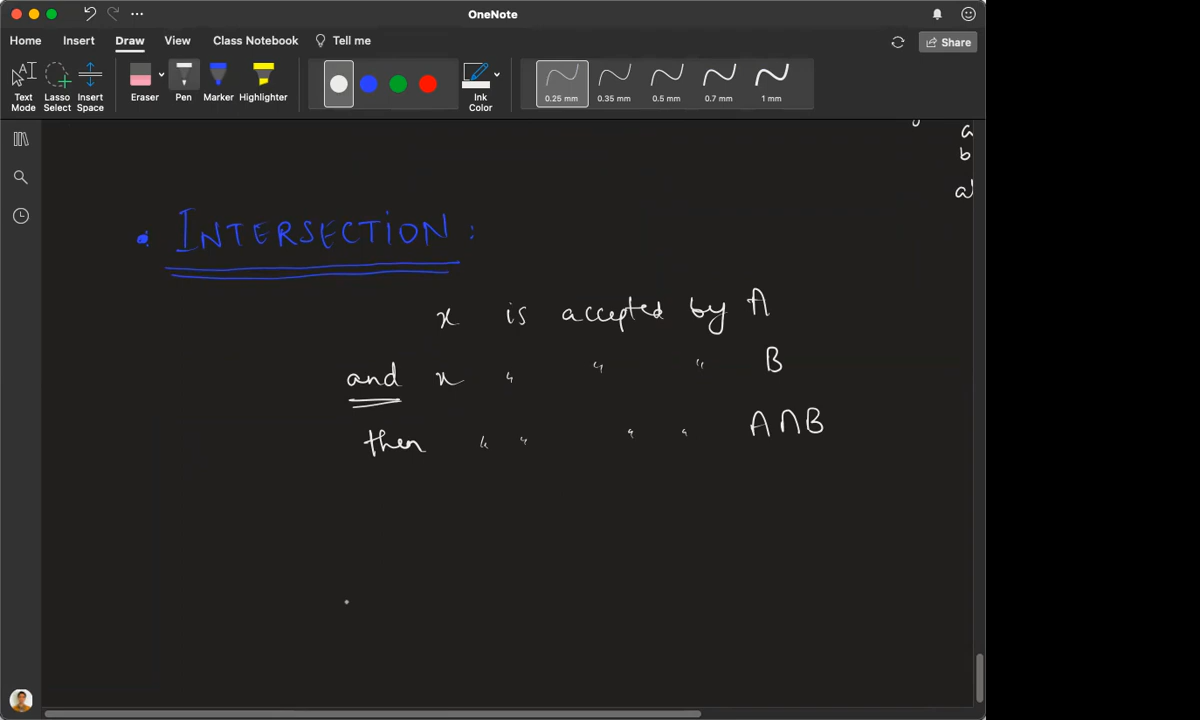 OneNote
Home Insert Draw View Class Notebook Tell me
Share
Text Mode
Lasso Select
Insert Space
Eraser
Pen
Marker
Highlighter
Ink Color
0.25 mm
0.35 mm
0.5 mm
0.7 mm
1 mm
a
b
• INTERSECTION :
x is accepted by A
and x " " " B
then " " " " A∩B